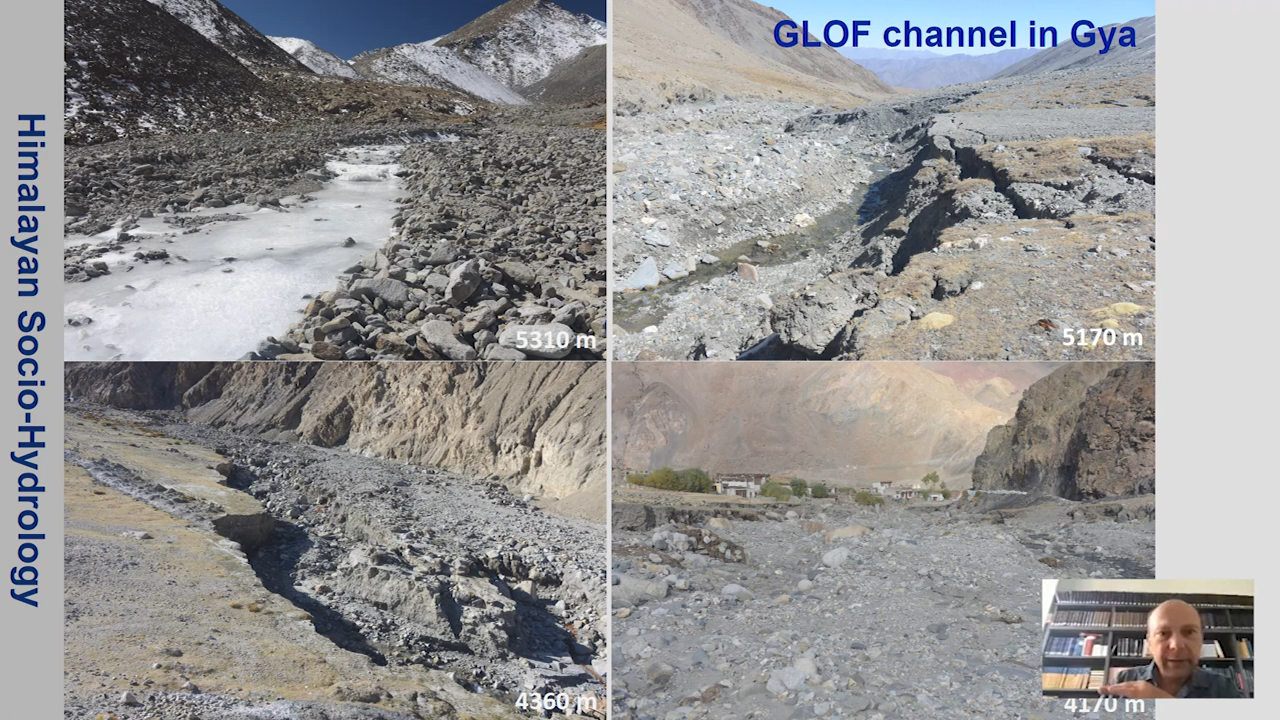 Himalayan Socio-Hydrology
GLOF channel in Gya
5310 m
5170 m
4360 m
4170 m